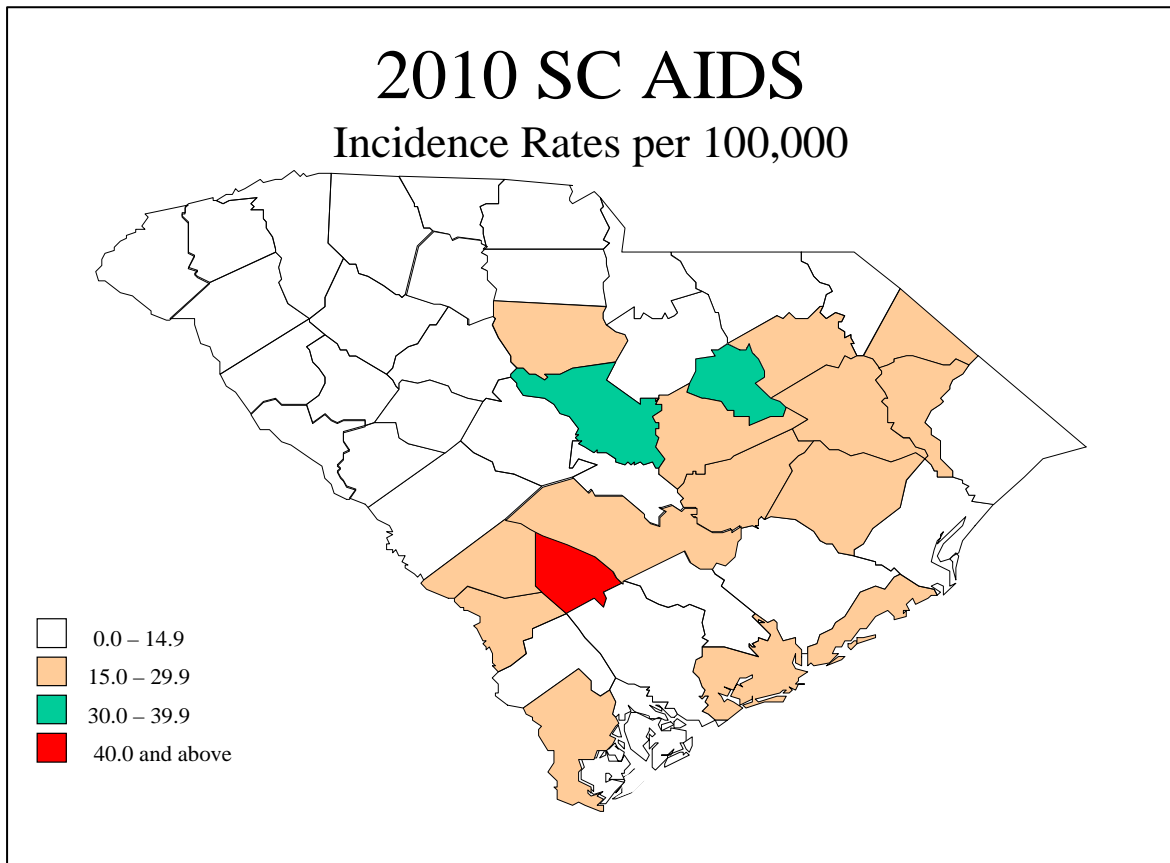 2010 SC AIDS
Incidence Rates per 100,000
0.0 – 14.9
15.0 – 29.9
30.0 – 39.9
40.0 and above